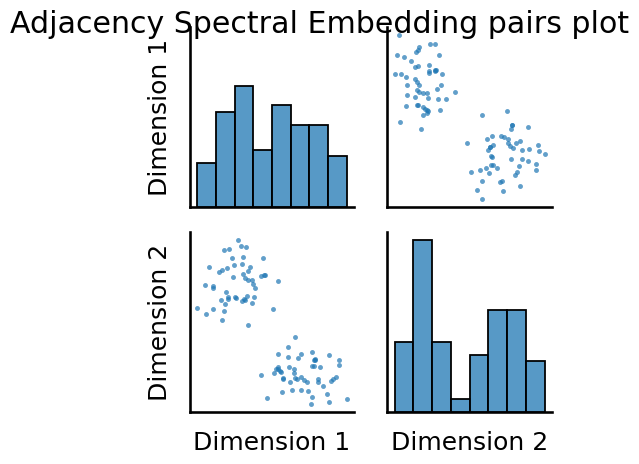 Adjacency Spectral Embedding pairs plot
Dimension 1
Dimension 2
Dimension 1
Dimension 2